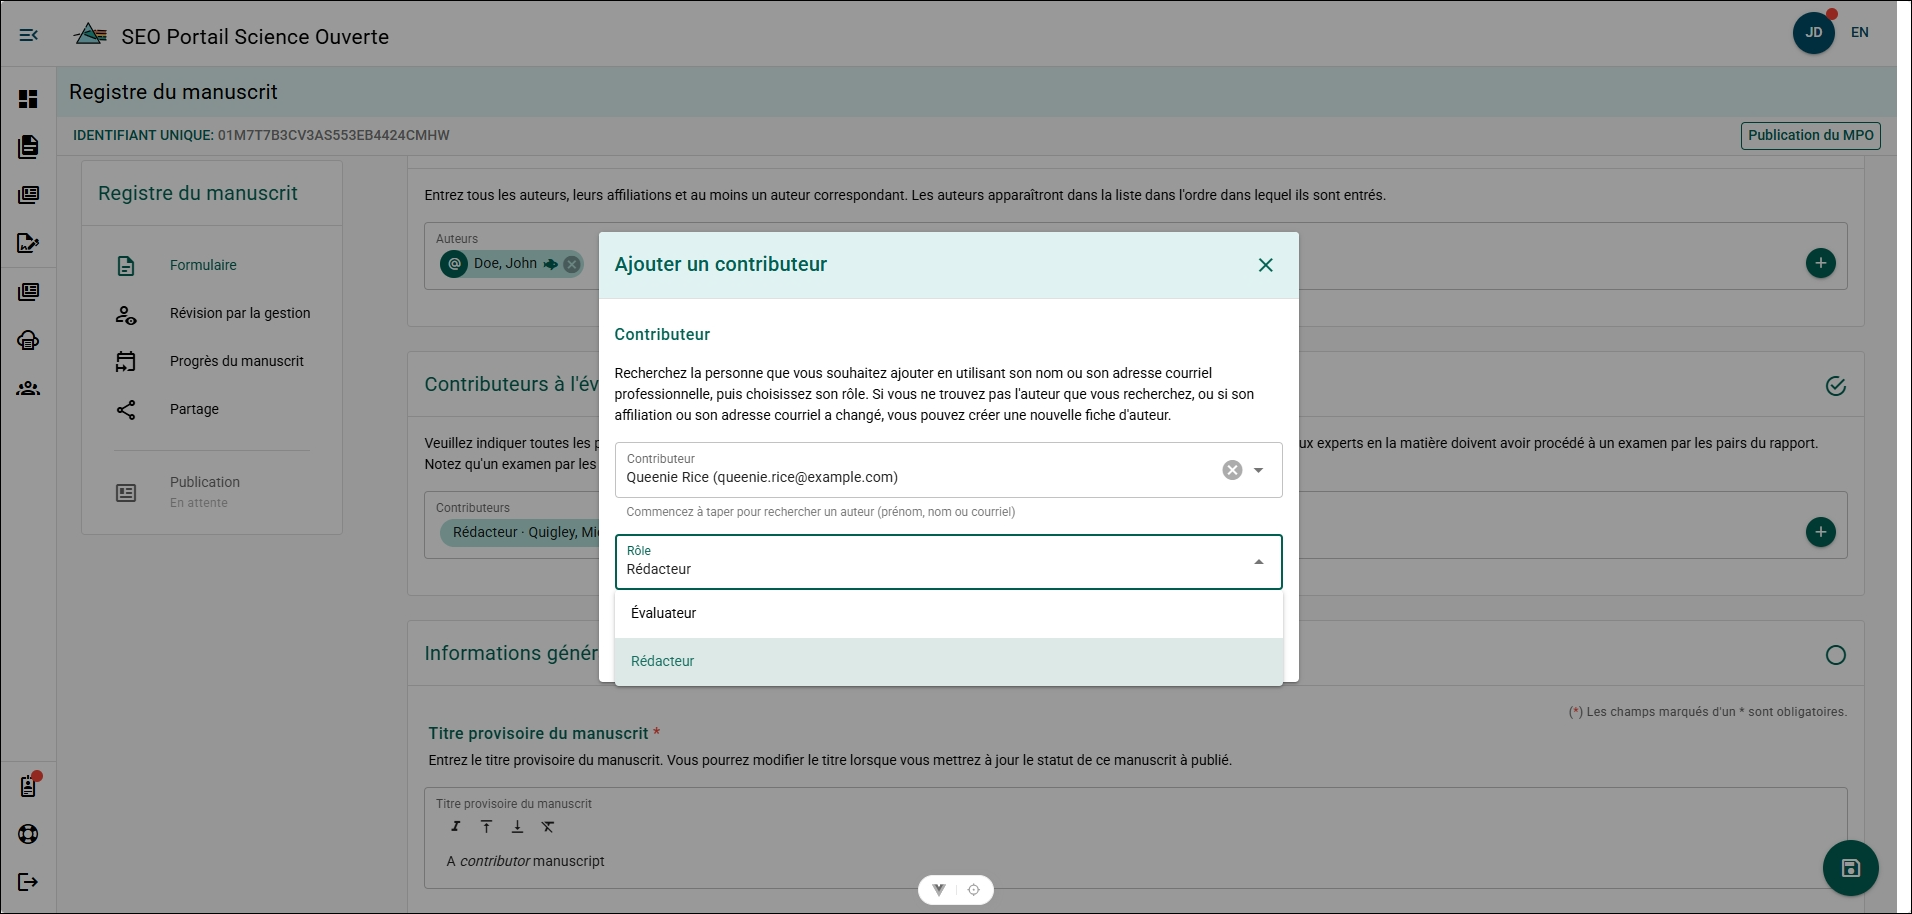 SEO Portail Science Ouverte
JD
EN
Registre du manuscrit
IDENTIFIANT UNIQUE: 01M7T7B3CV3AS553EB4424CMHW
Publication du MPO
Registre du manuscrit
Formulaire
Révision par la gestion
Progrès du manuscrit
Partage
Publication
En attente
Entrez tous les auteurs, leurs affiliations et au moins un auteur correspondant. Les auteurs apparaîtront dans la liste dans l'ordre dans lequel ils sont entrés.
Auteurs
@ Doe, John
Contributeurs à l'év
Veuillez indiquer toutes les p
ux experts en la matière doivent avoir procédé à un examen par les pairs du rapport.
Notez qu'un examen par les
Contributeurs
Rédacteur · Quigley, Mi
Ajouter un contributeur
Contributeur
Recherchez la personne que vous souhaitez ajouter en utilisant son nom ou son adresse courriel
professionnelle, puis choisissez son rôle. Si vous ne trouvez pas l'auteur que vous recherchez, ou si son
affiliation ou son adresse courriel a changé, vous pouvez créer une nouvelle fiche d'auteur.
Contributeur
Queenie Rice (queenie.rice@example.com)
Commencez à taper pour rechercher un auteur (prénom, nom ou courriel)
Rôle
Rédacteur
Évaluateur
Rédacteur
Informations génér
(*) Les champs marqués d'un * sont obligatoires.
Titre provisoire du manuscrit *
Entrez le titre provisoire du manuscrit. Vous pourrez modifier le titre lorsque vous mettrez à jour le statut de ce manuscrit à publié.
Titre provisoire du manuscrit
A contributor manuscript